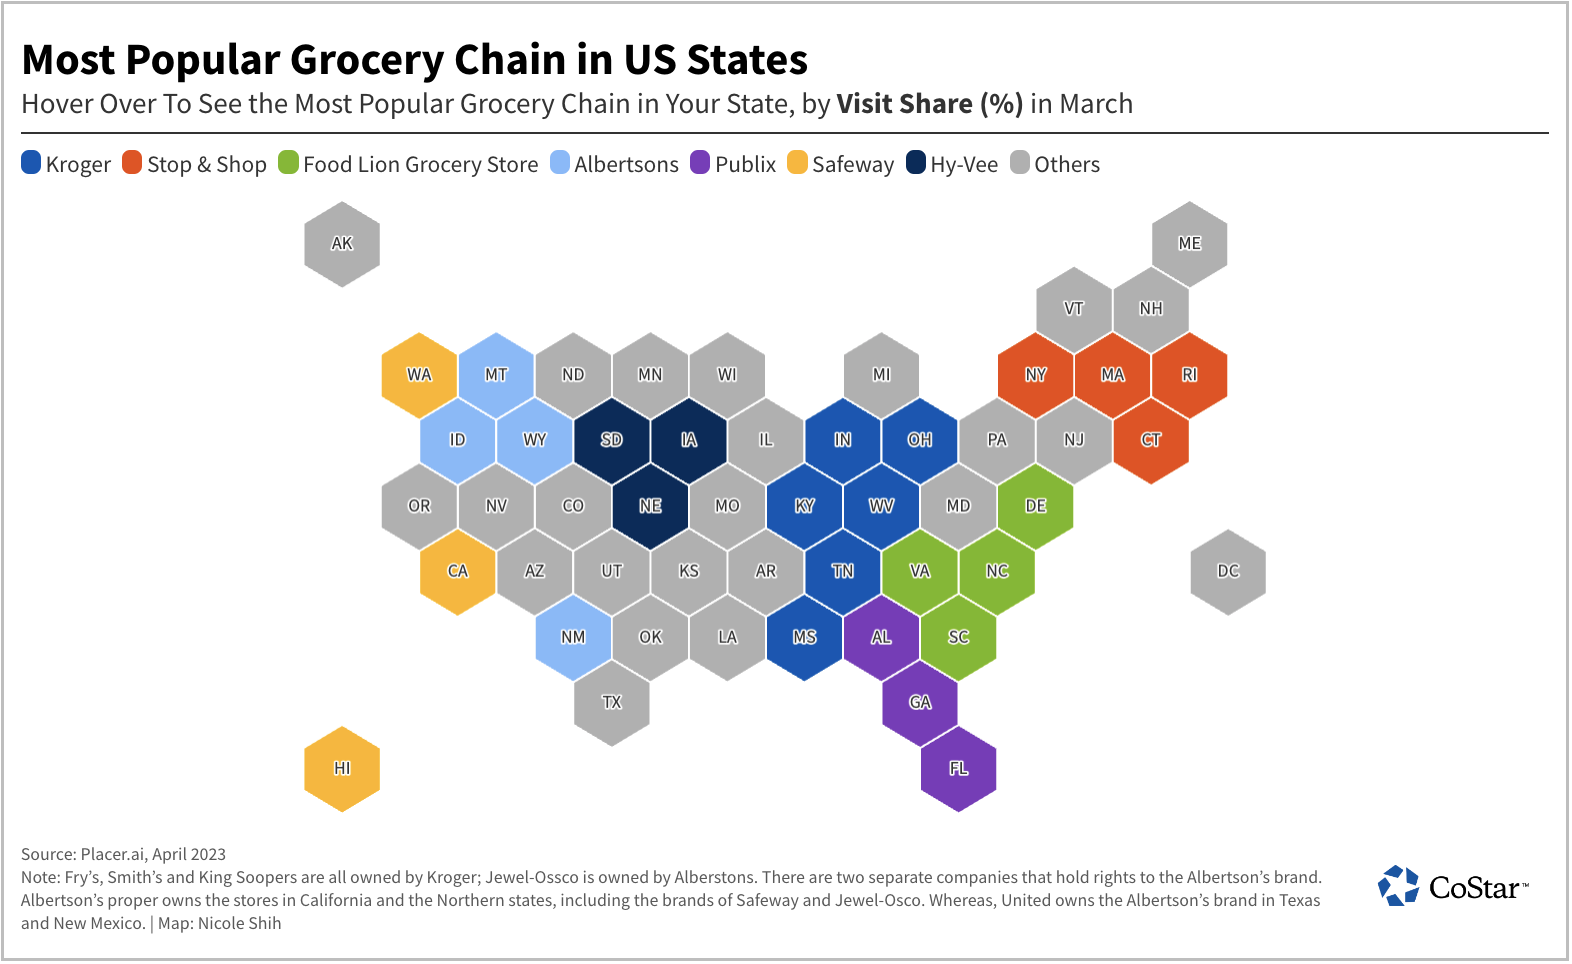 Most Popular Grocery Chain in US States
Hover Over To See the Most Popular Grocery Chain in Your State, by Visit Share (%) in March
Kroger Stop & Shop Food Lion Grocery Store Albertsons Publix Safeway Hy-Vee Others
AK ME
VT NH
WA MT ND MN WI MI NY MA RI
ID WY SD IA IL IN OH PA NJ CT
OR NV CO NE MO KY WV MD DE
CA AZ UT KS AR TN VA NC DC
NM OK LA MS AL SC
TX GA
HI FL
Source: Placer.ai, April 2023
Note: Fry's, Smith's and King Soopers are all owned by Kroger; Jewel-Ossco is owned by Alberstons. There are two separate companies that hold rights to the Albertson's brand.
Albertson's proper owns the stores in California and the Northern states, including the brands of Safeway and Jewel-Osco. Whereas, United owns the Albertson's brand in Texas
and New Mexico. | Map: Nicole Shih
CoStar™